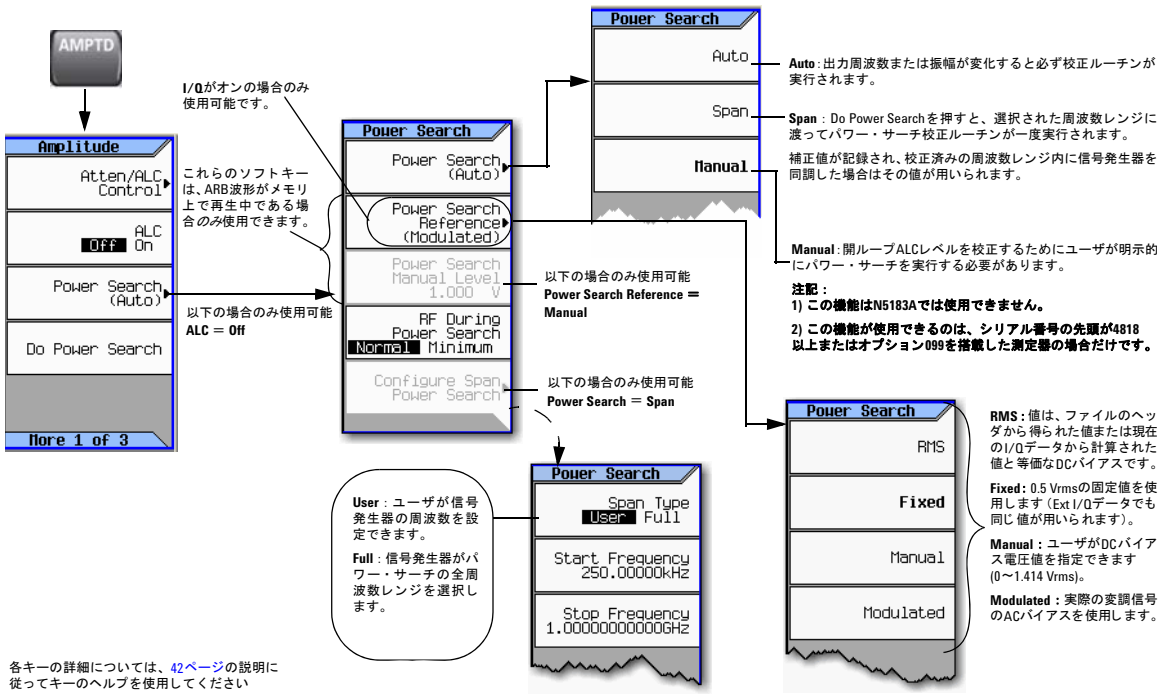 AMPTD
Amplitude
Atten/ALC
Control
ALC
Off On
Power Search
(Auto)
Do Power Search
More 1 of 3
I/Qがオンの場合のみ
使用可能です。
これらのソフトキー
は、ARB波形がメモリ
上で再生中である場
合のみ使用できます。
以下の場合のみ使用可能
ALC = Off
Power Search
Power Search
(Auto)
Power Search
Reference
(Modulated)
Power Search
Manual Level
1.000 V
RF During
Power Search
Normal Minimum
Configure Span
Power Search
以下の場合のみ使用可能
Power Search Reference =
Manual
以下の場合のみ使用可能
Power Search = Span
Power Search
Auto
Span
Manual
Auto:出力周波数または振幅が変化すると必ず校正ルーチンが
実行されます。
Span : Do Power Searchを押すと、選択された周波数レンジに
渡ってパワー・サーチ校正ルーチンが一度実行されます。
補正値が記録され、校正済みの周波数レンジ内に信号発生器を
同調した場合はその値が用いられます。
Manual:開ループALCレベルを校正するためにユーザが明示的
にパワー・サーチを実行する必要があります。
注記:
1) この機能はN5183Aでは使用できません。
2) この機能が使用できるのは、シリアル番号の先頭が4818
以上またはオプション099を搭載した測定器の場合だけです。
Power Search
RMS
Fixed
Manual
Modulated
RMS:値は、ファイルのヘッ
ダから得られた値または現在
のI/Qデータから計算された
値と等価なDCバイアスです。
Fixed: 0.5 Vrmsの固定値を使
用します(Ext I/Qデータでも
同じ値が用いられます)。
Manual:ユーザがDCバイア
ス電圧値を指定できます
(0~1.414 Vrms)。
Modulated:実際の変調信号
のACバイアスを使用します。
Power Search
Span Type
User Full
Start Frequency
250.00000kHz
Stop Frequency
1.00000000000GHz
User:ユーザが信号
発生器の周波数を設
定できます。
Full:信号発生器がパ
ワー・サーチの全周
波数レンジを選択し
ます。
各キーの詳細については、42ページの説明に
従ってキーのヘルプを使用してください